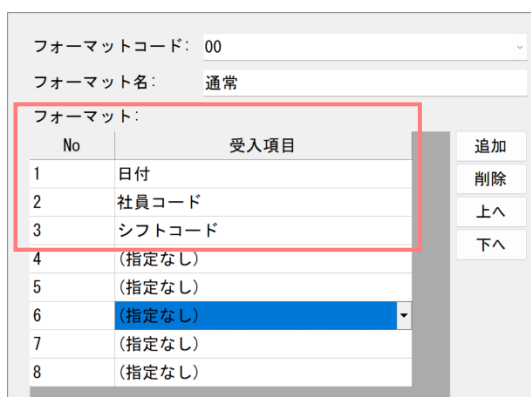 フォーマットコード: 00
フォーマット名: 通常
フォーマット:
No 受入項目
追加
1 日付
削除
2 社員コード
上へ
3 シフトコード
下へ
4 (指定なし)
5 (指定なし)
6 (指定なし)
7 (指定なし)
8 (指定なし)